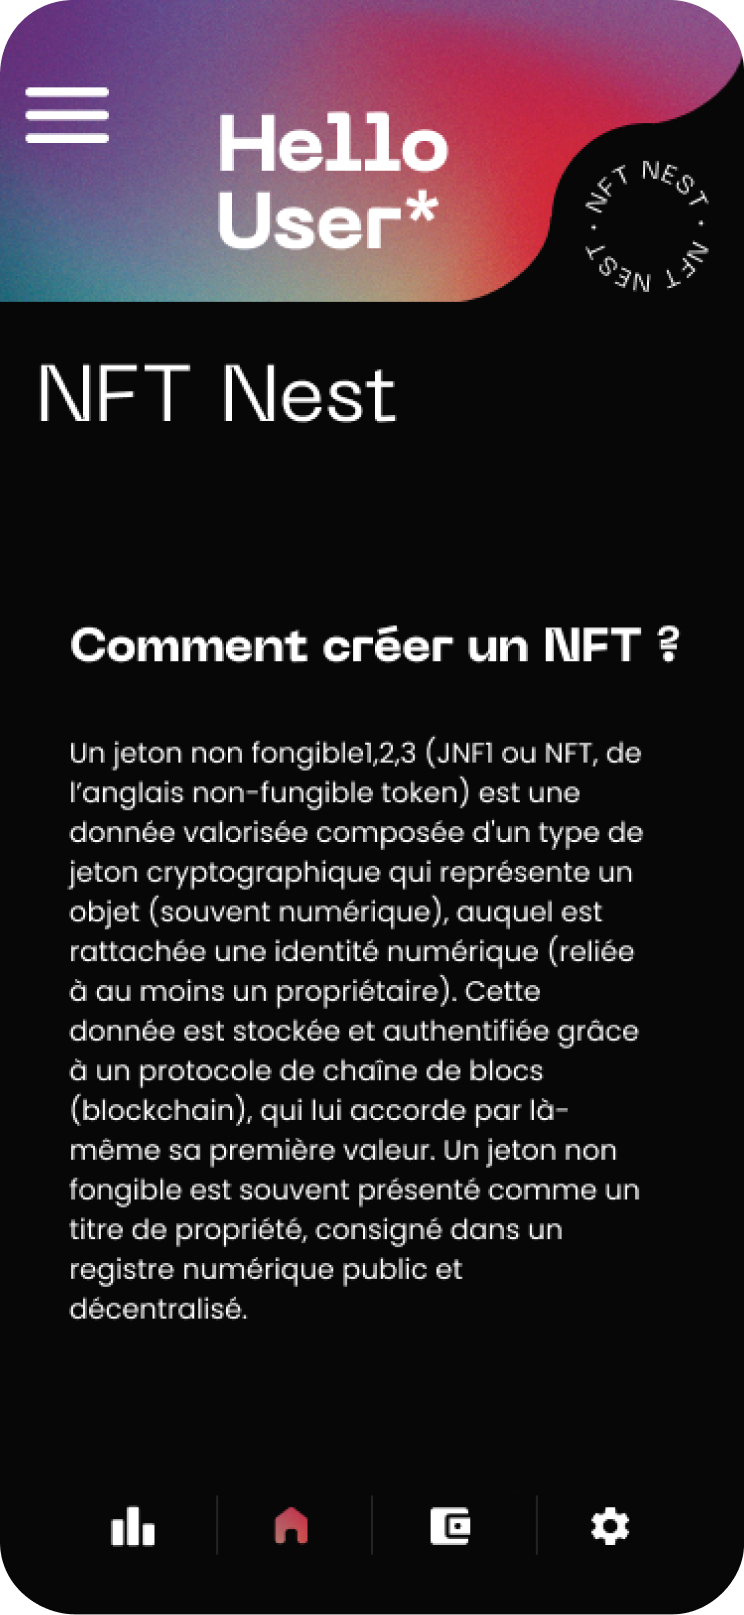 Hello
User*
NFT NEST · NFT NEST ·
NFT Nest
Comment créer un NFT ?
Un jeton non fongible1,2,3 (JNF1 ou NFT, de
l’anglais non-fungible token) est une
donnée valorisée composée d'un type de
jeton cryptographique qui représente un
objet (souvent numérique), auquel est
rattachée une identité numérique (reliée
à au moins un propriétaire). Cette
donnée est stockée et authentifiée grâce
à un protocole de chaîne de blocs
(blockchain), qui lui accorde par là-
même sa première valeur. Un jeton non
fongible est souvent présenté comme un
titre de propriété, consigné dans un
registre numérique public et
décentralisé.